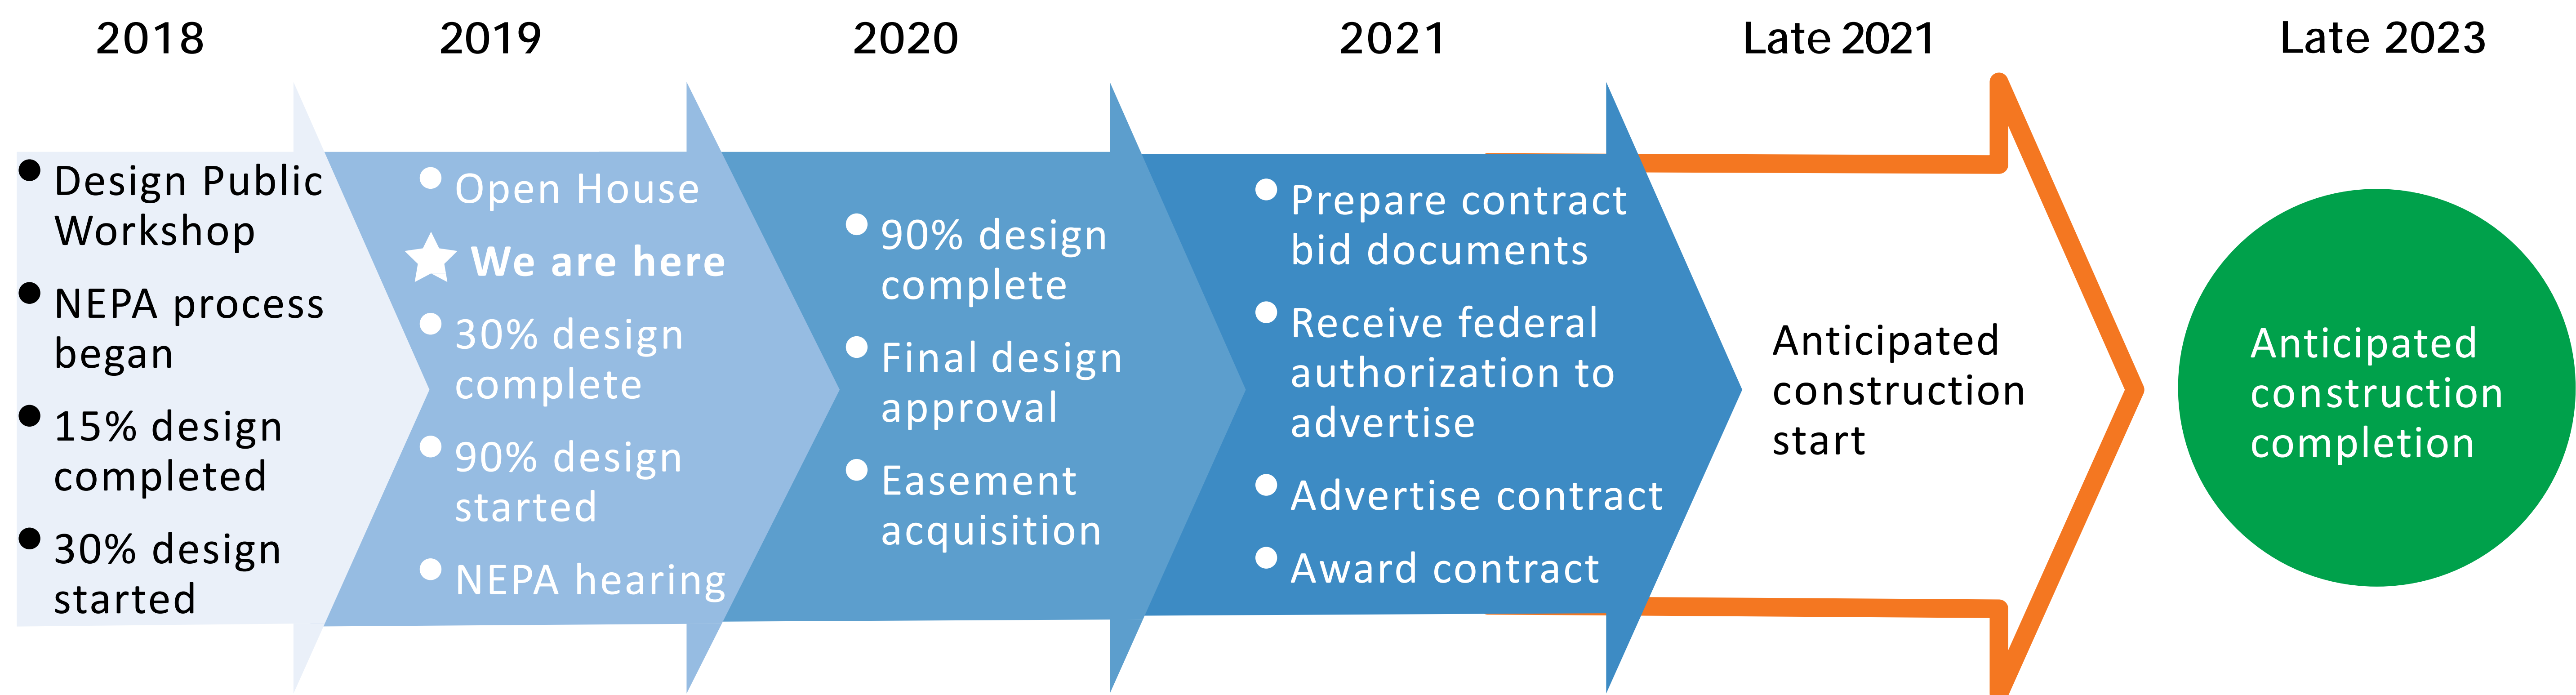 2018
Design Public
Workshop
NEPA process
began
15% design
completed
30% design
started
2019
Open House
We are here
30% design
complete
90% design
started
NEPA hearing
2020
90% design
complete
Final design
approval
Easement
acquisition
2021
Prepare contract
bid documents
Receive federal
authorization to
advertise
Advertise contract
Award contract
Late 2021
Anticipated
construction
start
Late 2023
Anticipated
construction
completion